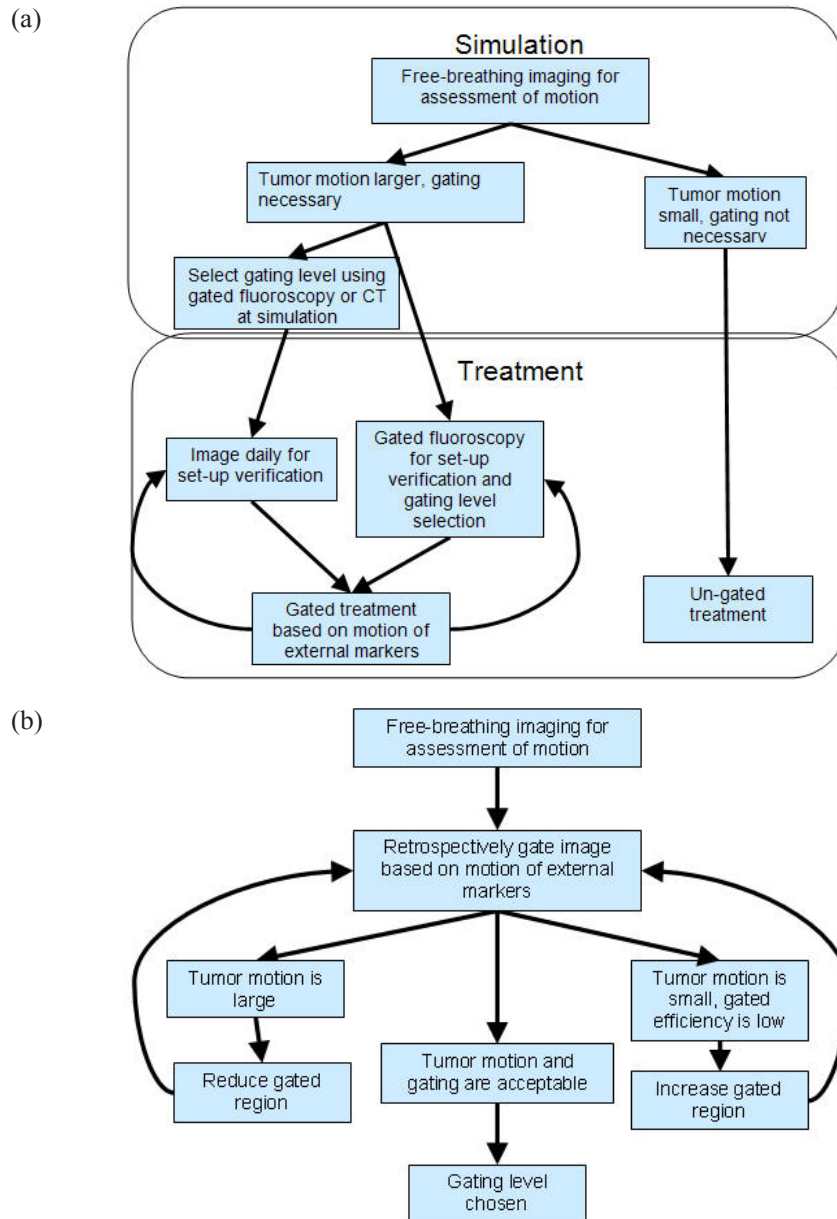 (a)
Simulation
Free-breathing imaging for
assessment of motion
Tumor motion larger, gating
necessary
Tumor motion
small, gating not
necessary
Select gating level using
gated fluoroscopy or CT
at simulation
Treatment
Image daily for
set-up verification
Gated fluoroscopy
for set-up
verification and
gating level
selection
Gated treatment
based on motion of
external markers
Un-gated
treatment
(b)
Free-breathing imaging for
assessment of motion
Retrospectively gate image
based on motion of external
markers
Tumor motion is
large
Tumor motion is
small, gated
efficiency is low
Reduce gated
region
Tumor motion and
gating are acceptable
Increase gated
region
Gating level
chosen